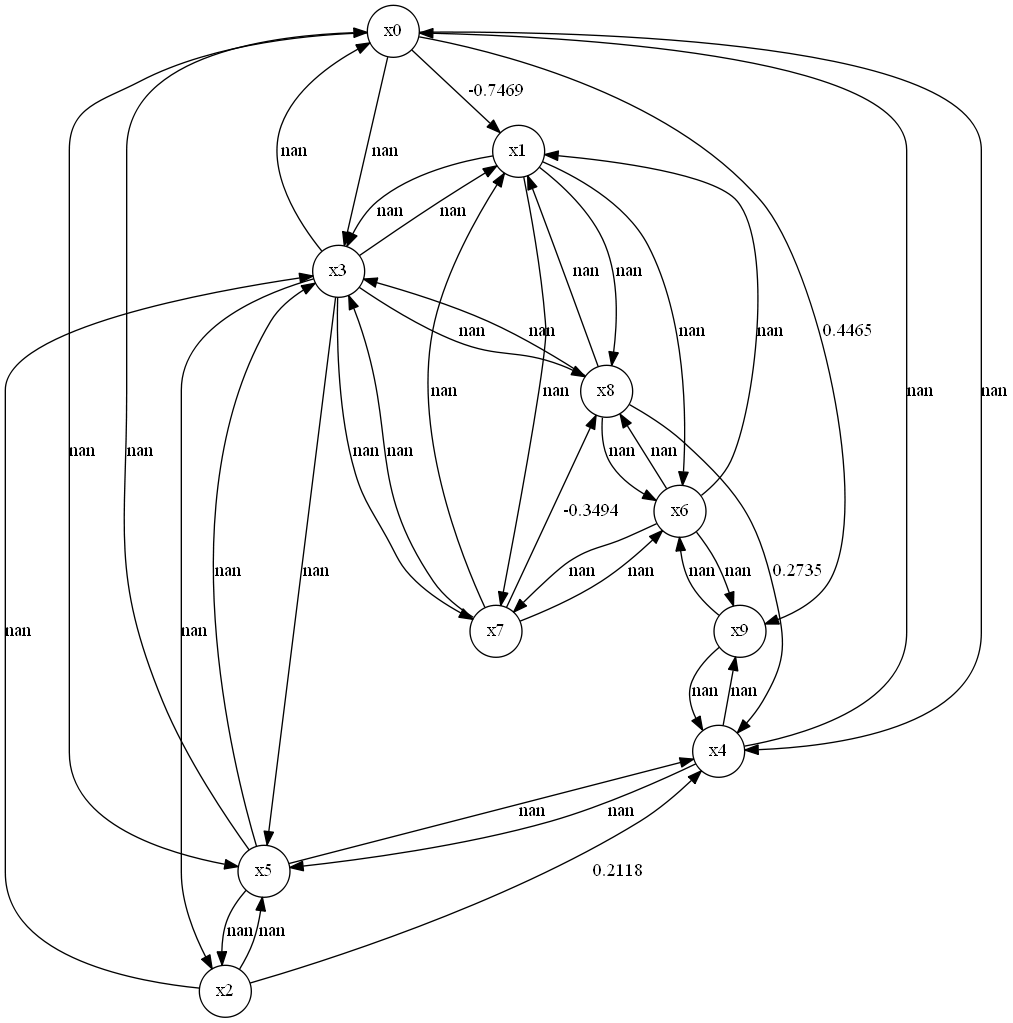 x0
-0.7469
nan nan x1
nan nan
x3 nan nan
nan nan nan nan 0.4465
x8 nan nan nan
nan nan nan nan nan nan
x6 -0.3494
nan nan nan nan nan nan 0.2735
nan nan x7 x9
nan nan
x4
nan nan
x5 0.2118
nan nan
x2